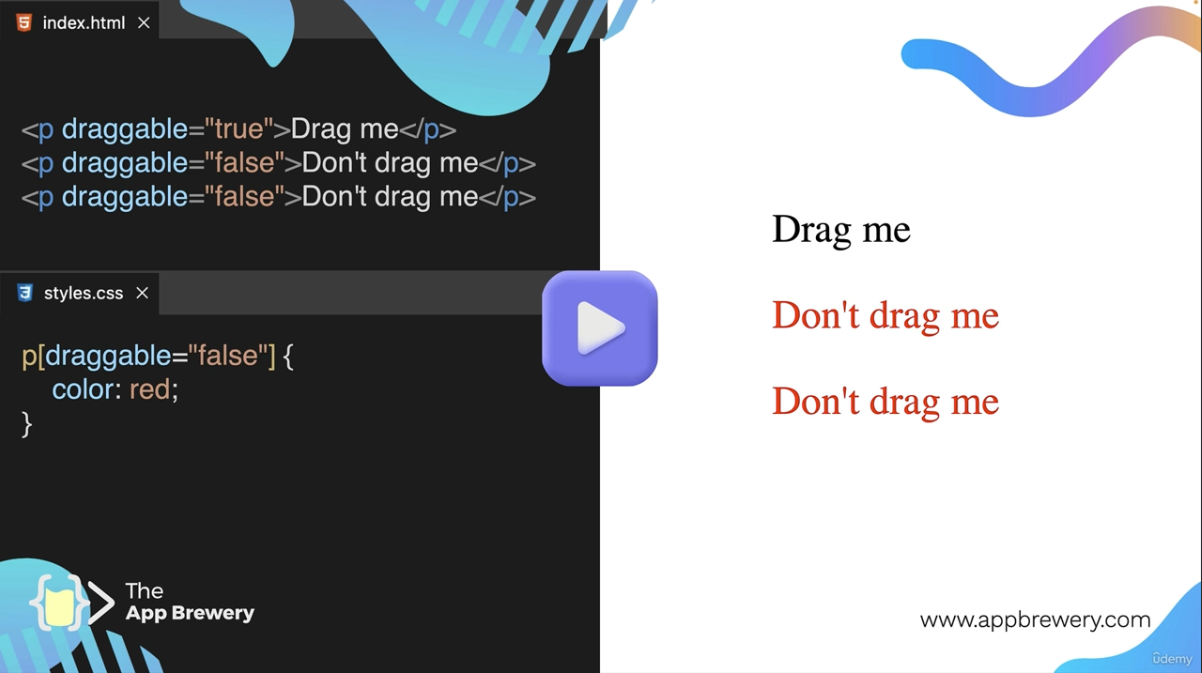 index.html
<p draggable="true">Drag me</p>
<p draggable="false">Don't drag me</p>
<p draggable="false">Don't drag me</p>
styles.css
p[draggable="false"] {
color: red;
}
The
App Brewery
Drag me
Don't drag me
Don't drag me
www.appbrewery.com
udemy